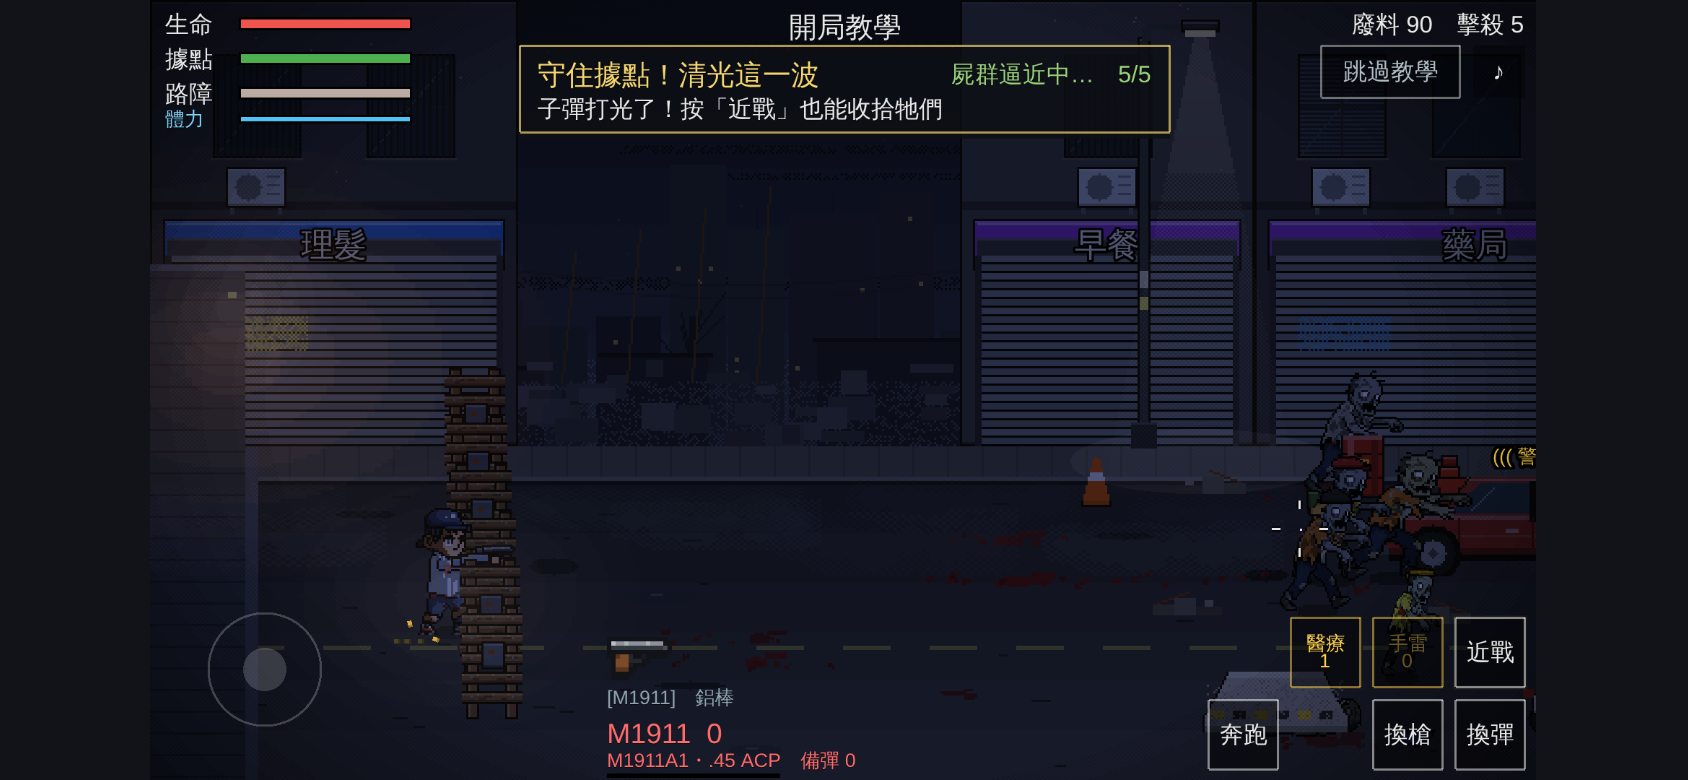 生命
據點
路障
體力
開局教學
守住據點！清光這一波 屍群逼近中… 5/5
子彈打光了！按「近戰」也能收拾牠們
廢料 90 擊殺 5
跳過教學 ♪
理髮
早餐
藥局
((( 警
醫療
1
手雷
0
近戰
奔跑
換槍
換彈
[M1911] 鋁棒
M1911 0
M1911A1・.45 ACP 備彈 0